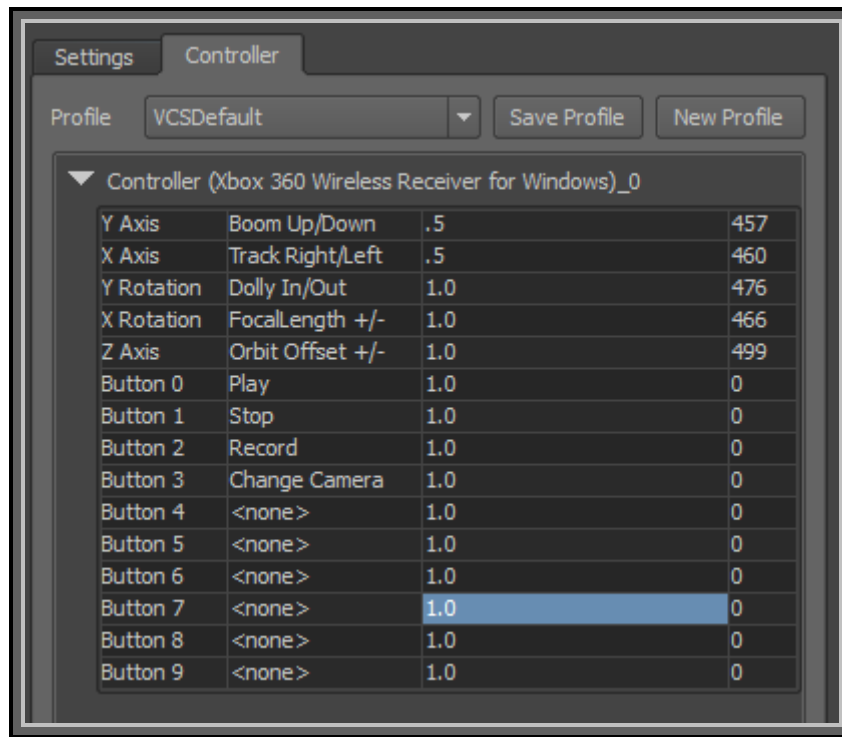 Settings Controller
Profile VCSDefault Save Profile New Profile
Controller (Xbox 360 Wireless Receiver for Windows)_0
Y Axis Boom Up/Down .5 457
X Axis Track Right/Left .5 460
Y Rotation Dolly In/Out 1.0 476
X Rotation FocalLength +/- 1.0 466
Z Axis Orbit Offset +/- 1.0 499
Button 0 Play 1.0 0
Button 1 Stop 1.0 0
Button 2 Record 1.0 0
Button 3 Change Camera 1.0 0
Button 4 <none> 1.0 0
Button 5 <none> 1.0 0
Button 6 <none> 1.0 0
Button 7 <none> 1.0 0
Button 8 <none> 1.0 0
Button 9 <none> 1.0 0